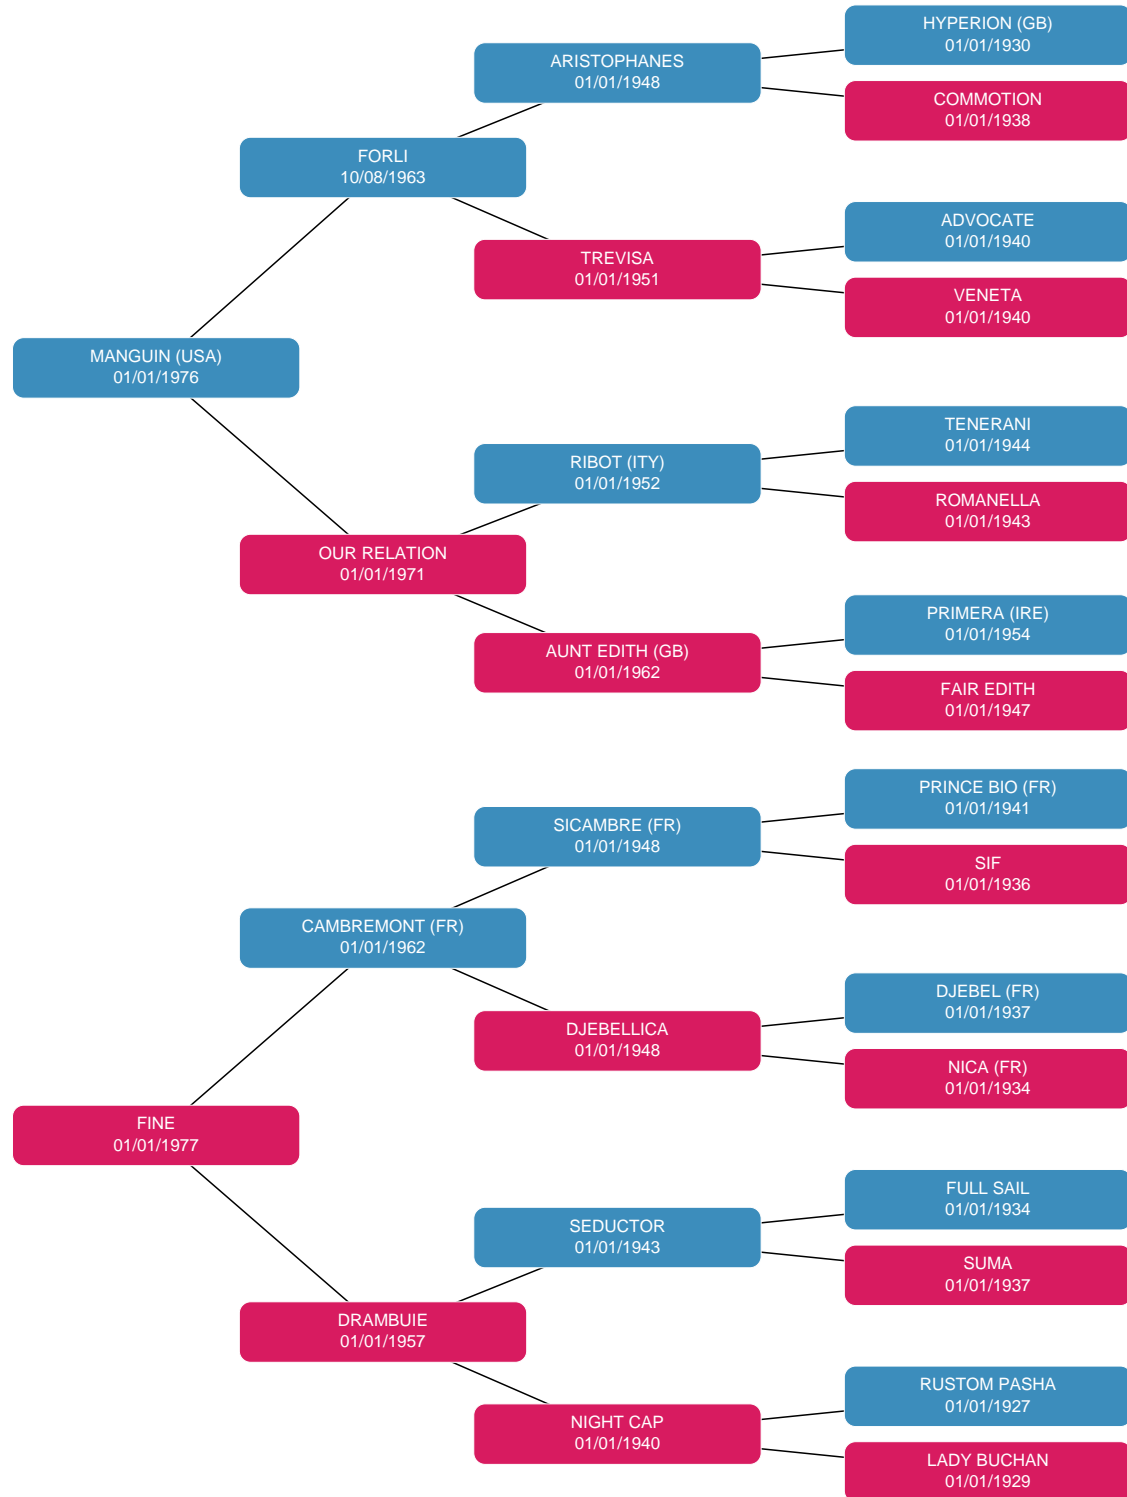 HYPERION (GB)
01/01/1930
ARISTOPHANES
01/01/1948
COMMOTION
01/01/1938
FORLI
10/08/1963
ADVOCATE
01/01/1940
TREVISA
01/01/1951
VENETA
01/01/1940
MANGUIN (USA)
01/01/1976
TENERANI
01/01/1944
RIBOT (ITY)
01/01/1952
ROMANELLA
01/01/1943
OUR RELATION
01/01/1971
PRIMERA (IRE)
01/01/1954
AUNT EDITH (GB)
01/01/1962
FAIR EDITH
01/01/1947
PRINCE BIO (FR)
01/01/1941
SICAMBRE (FR)
01/01/1948
SIF
01/01/1936
CAMBREMONT (FR)
01/01/1962
DJEBEL (FR)
01/01/1937
DJEBELLICA
01/01/1948
NICA (FR)
01/01/1934
FINE
01/01/1977
FULL SAIL
01/01/1934
SEDUCTOR
01/01/1943
SUMA
01/01/1937
DRAMBUIE
01/01/1957
RUSTOM PASHA
01/01/1927
NIGHT CAP
01/01/1940
LADY BUCHAN
01/01/1929